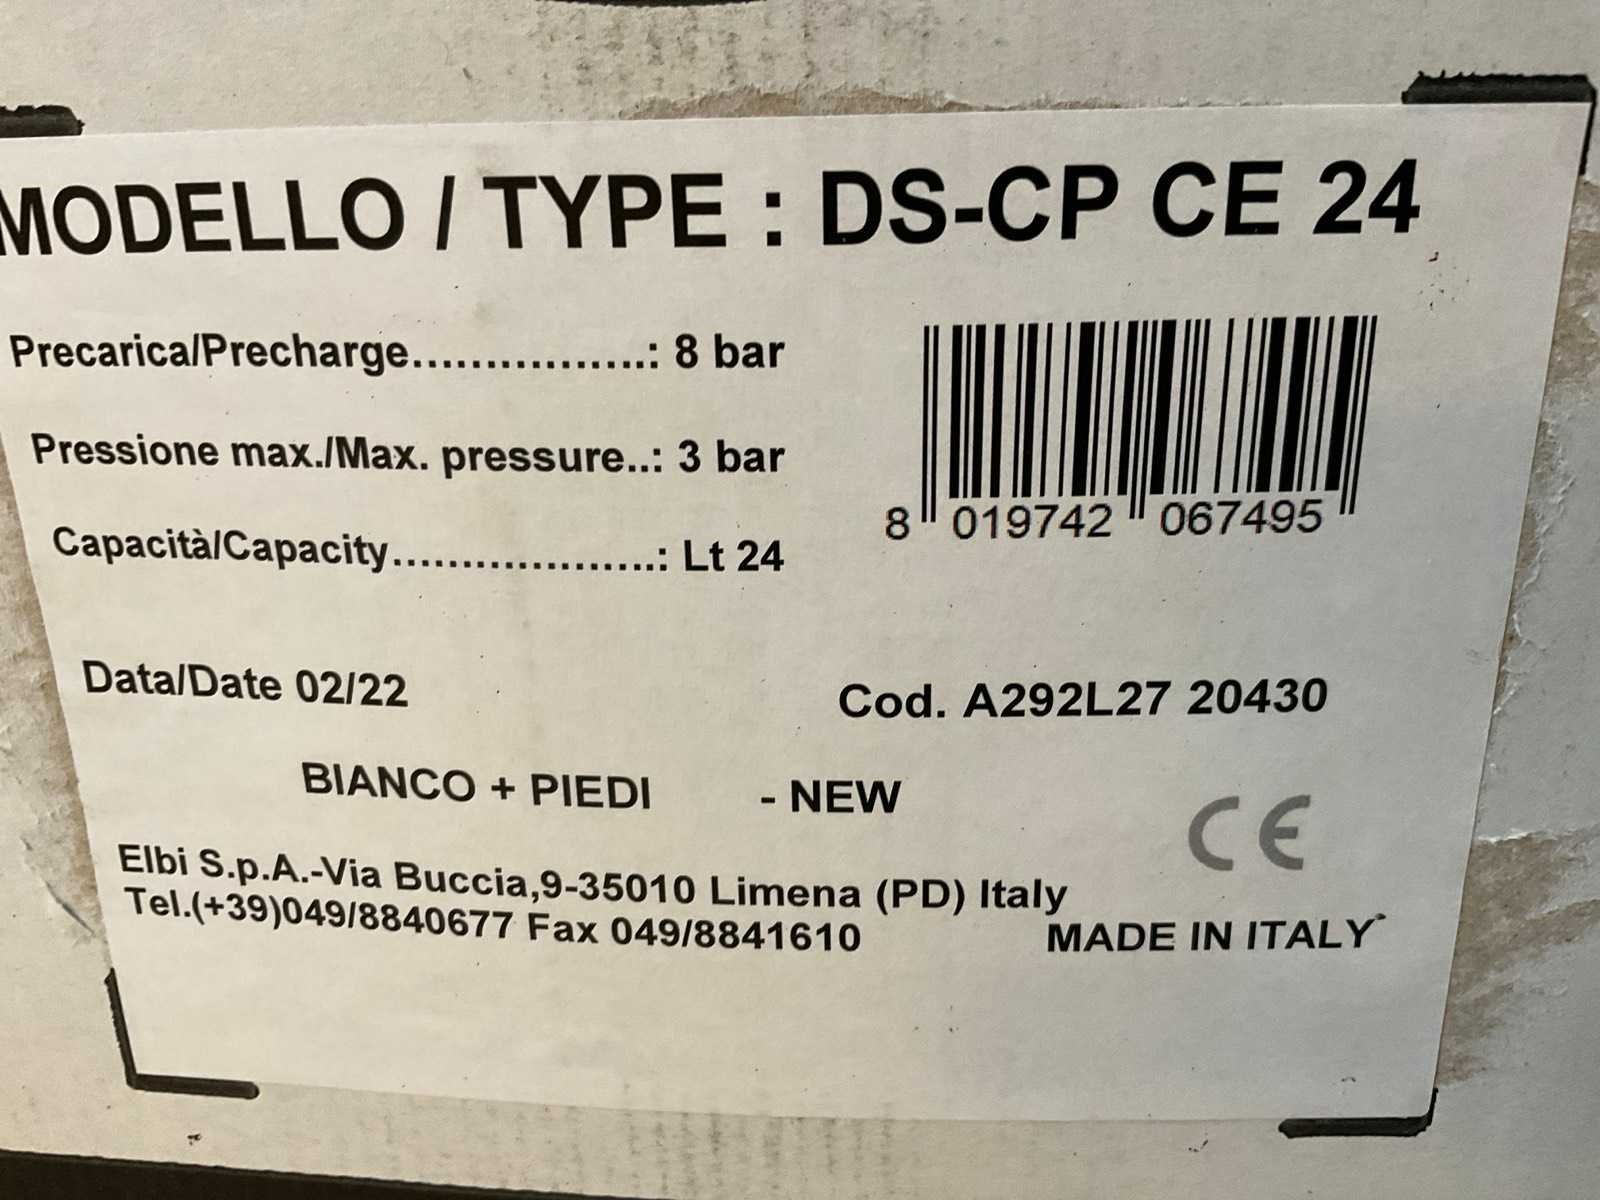 MODELLO / TYPE : DS-CP CE 24
Precarica/Precharge................: 8 bar
Pressione max./Max. pressure..: 3 bar
Capacità/Capacity...................: Lt 24
8 019742 067495
Data/Date 02/22
Cod. A292L27 20430
BIANCO + PIEDI - NEW
CE
Elbi S.p.A.-Via Buccia,9-35010 Limena (PD) Italy
Tel.(+39)049/8840677 Fax 049/8841610
MADE IN ITALY